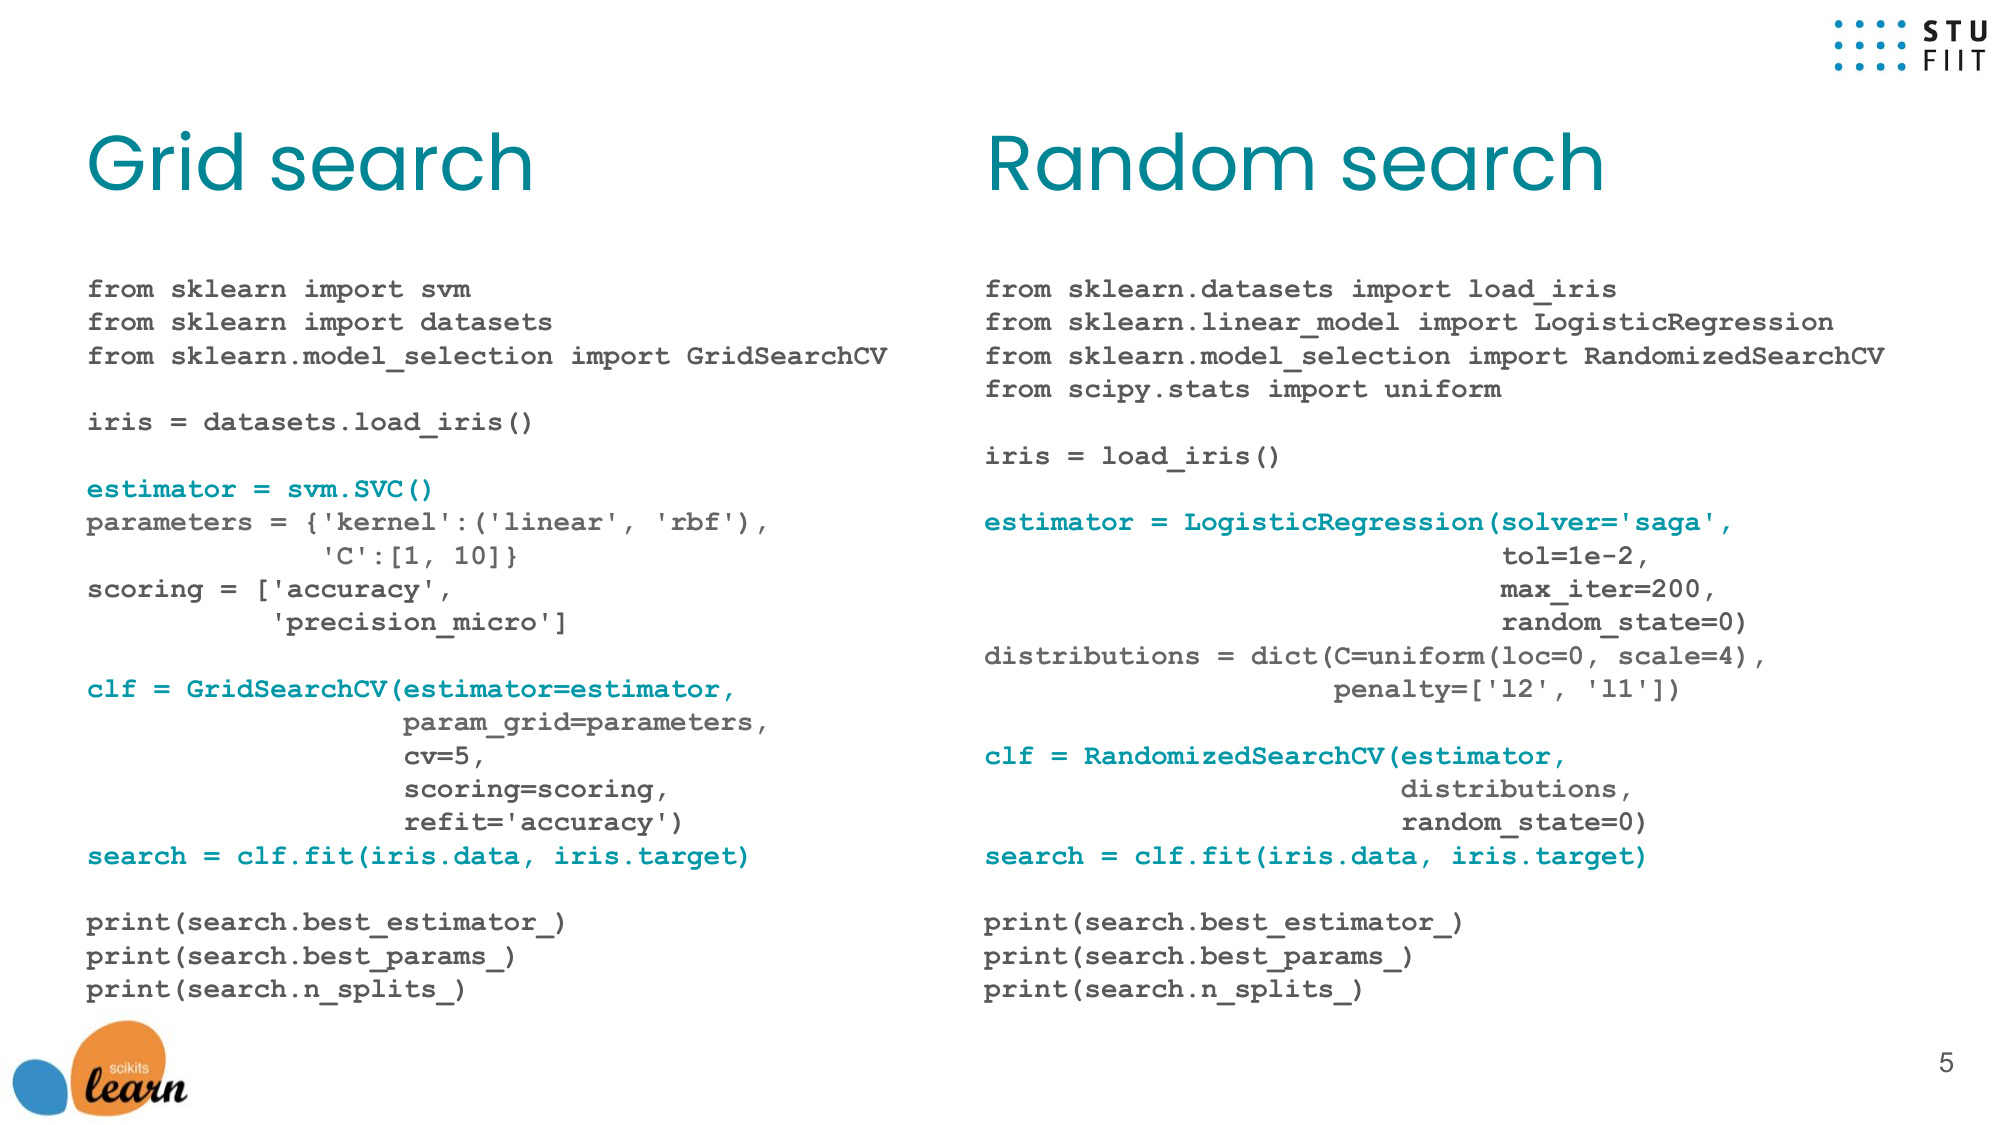 STU
FIIT
Grid search
from sklearn import svm
from sklearn import datasets
from sklearn.model_selection import GridSearchCV
iris = datasets.load_iris()
estimator = svm.SVC()
parameters = {'kernel':('linear', 'rbf'),
'C':[1, 10]}
scoring = ['accuracy',
'precision_micro']
clf = GridSearchCV(estimator=estimator,
param_grid=parameters,
cv=5,
scoring=scoring,
refit='accuracy')
search = clf.fit(iris.data, iris.target)
print(search.best_estimator_)
print(search.best_params_)
print(search.n_splits_)
Random search
from sklearn.datasets import load_iris
from sklearn.linear_model import LogisticRegression
from sklearn.model_selection import RandomizedSearchCV
from scipy.stats import uniform
iris = load_iris()
estimator = LogisticRegression(solver='saga',
tol=1e-2,
max_iter=200,
random_state=0)
distributions = dict(C=uniform(loc=0, scale=4),
penalty=['l2', 'l1'])
clf = RandomizedSearchCV(estimator,
distributions,
random_state=0)
search = clf.fit(iris.data, iris.target)
print(search.best_estimator_)
print(search.best_params_)
print(search.n_splits_)
scikits
learn
5